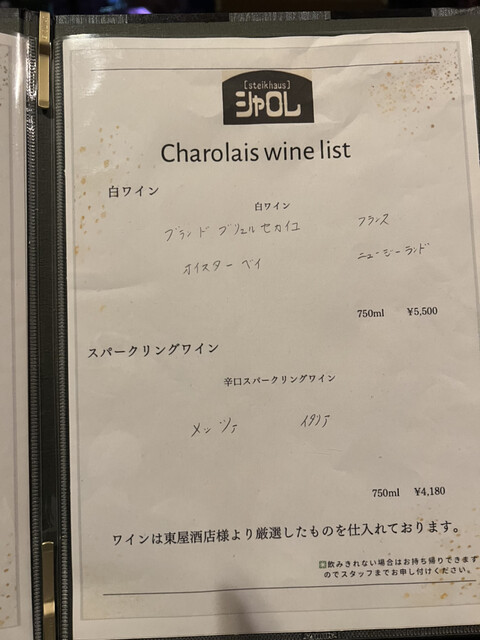 [steikhaus]
シャロレ
Charolais wine list
白ワイン
白ワイン
ブランド ブリュエル セカイユ フランス
オイスター ベイ ニュージーランド
750ml ¥5,500
スパークリングワイン
辛口スパークリングワイン
メンツァ イタリア
750ml ¥4,180
ワインは東屋酒店様より厳選したものを仕入れております。
飲みきれない場合はお持ち帰りできます
のでスタッフまでお申し付けください。